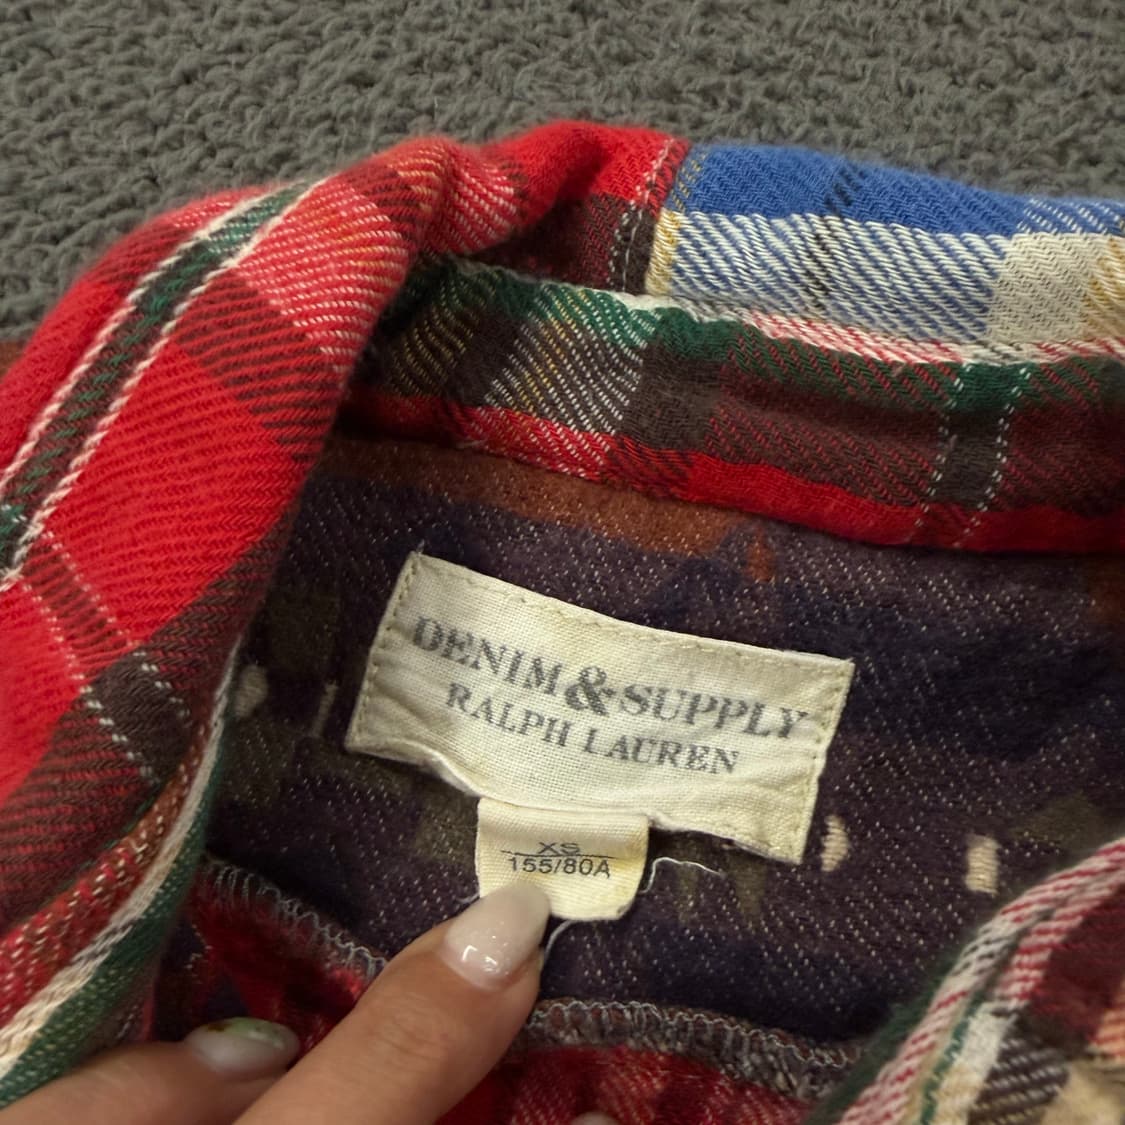 DENIM & SUPPLY
RALPH LAUREN
XS
155/80A